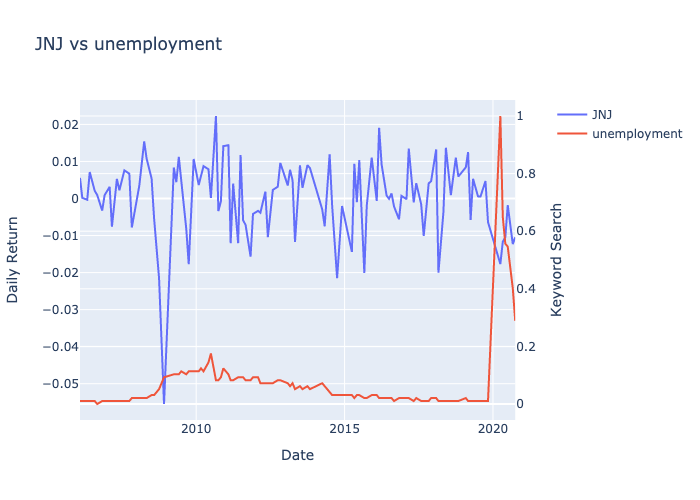 JNJ vs unemployment
JNJ
unemployment
0.02
0.01
0
−0.01
−0.02
−0.03
−0.04
−0.05
Daily Return
1
0.8
0.6
0.4
0.2
0
Keyword Search
2010
2015
2020
Date